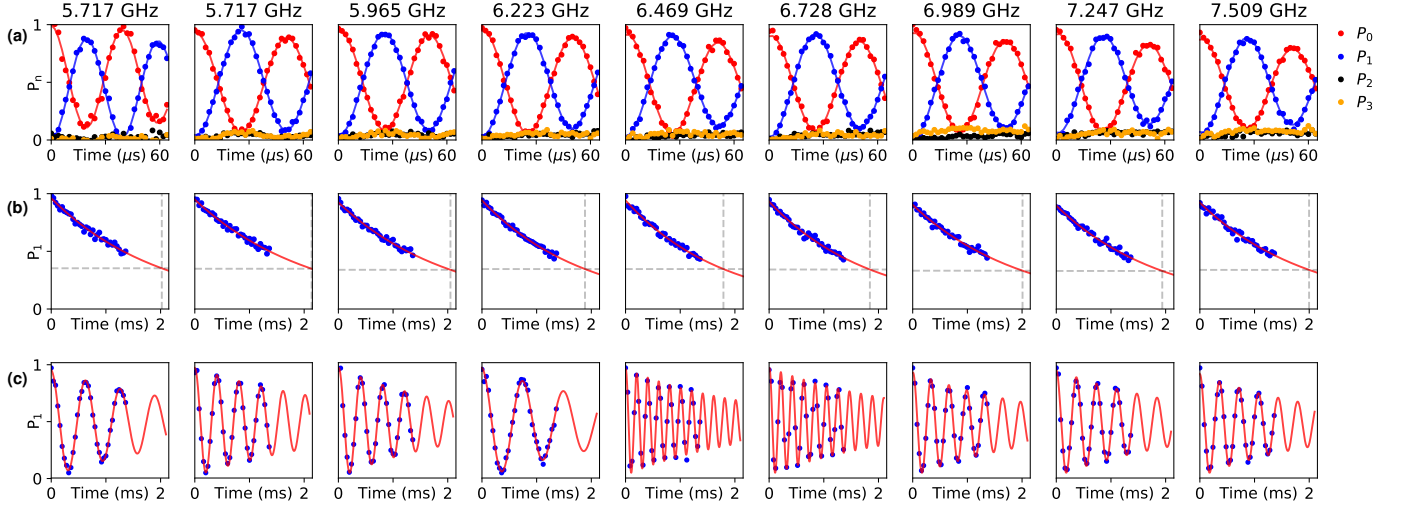 5.717 GHz 5.717 GHz 5.965 GHz 6.223 GHz 6.469 GHz 6.728 GHz 6.989 GHz 7.247 GHz 7.509 GHz
(a)
1
Pn
0
P0
P1
P2
P3
0 Time (μs) 60 0 Time (μs) 60 0 Time (μs) 60 0 Time (μs) 60 0 Time (μs) 60 0 Time (μs) 60 0 Time (μs) 60 0 Time (μs) 60 0 Time (μs) 60
(b)
1
P1
0
0 Time (ms) 2 0 Time (ms) 2 0 Time (ms) 2 0 Time (ms) 2 0 Time (ms) 2 0 Time (ms) 2 0 Time (ms) 2 0 Time (ms) 2 0 Time (ms) 2
(c)
1
P1
0
0 Time (ms) 2 0 Time (ms) 2 0 Time (ms) 2 0 Time (ms) 2 0 Time (ms) 2 0 Time (ms) 2 0 Time (ms) 2 0 Time (ms) 2 0 Time (ms) 2